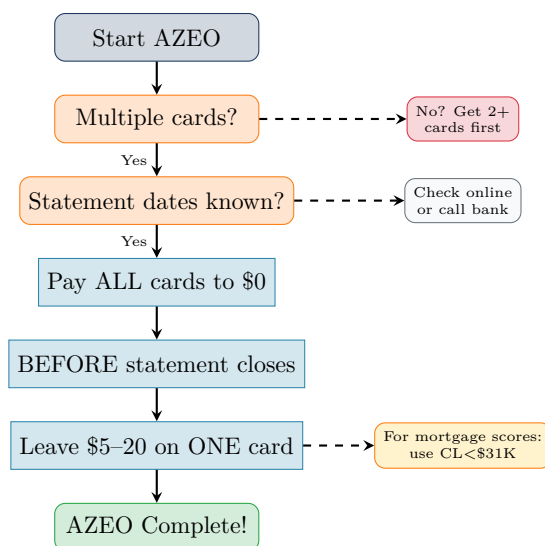 Start AZEO
Multiple cards?
No? Get 2+
cards first
Yes
Statement dates known?
Check online
or call bank
Yes
Pay ALL cards to $0
BEFORE statement closes
Leave $5–20 on ONE card
For mortgage scores:
use CL<$31K
AZEO Complete!